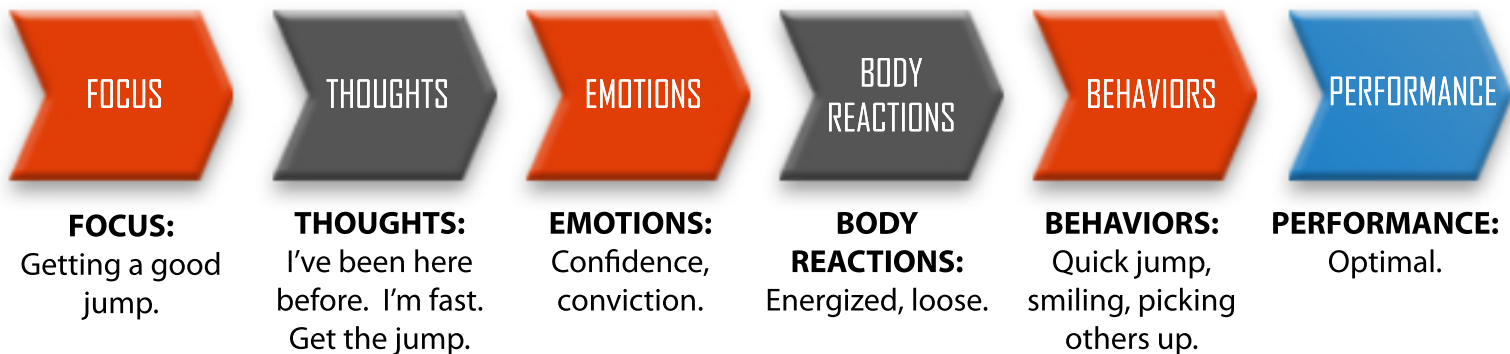 FOCUS
THOUGHTS
EMOTIONS
BODY
REACTIONS
BEHAVIORS
PERFORMANCE
FOCUS:
Getting a good
jump.
THOUGHTS:
I’ve been here
before.  I’m fast.
Get the jump.
EMOTIONS:
Confidence,
conviction.
BODY
REACTIONS:
Energized, loose.
BEHAVIORS:
Quick jump,
smiling, picking
others up.
PERFORMANCE:
Optimal.